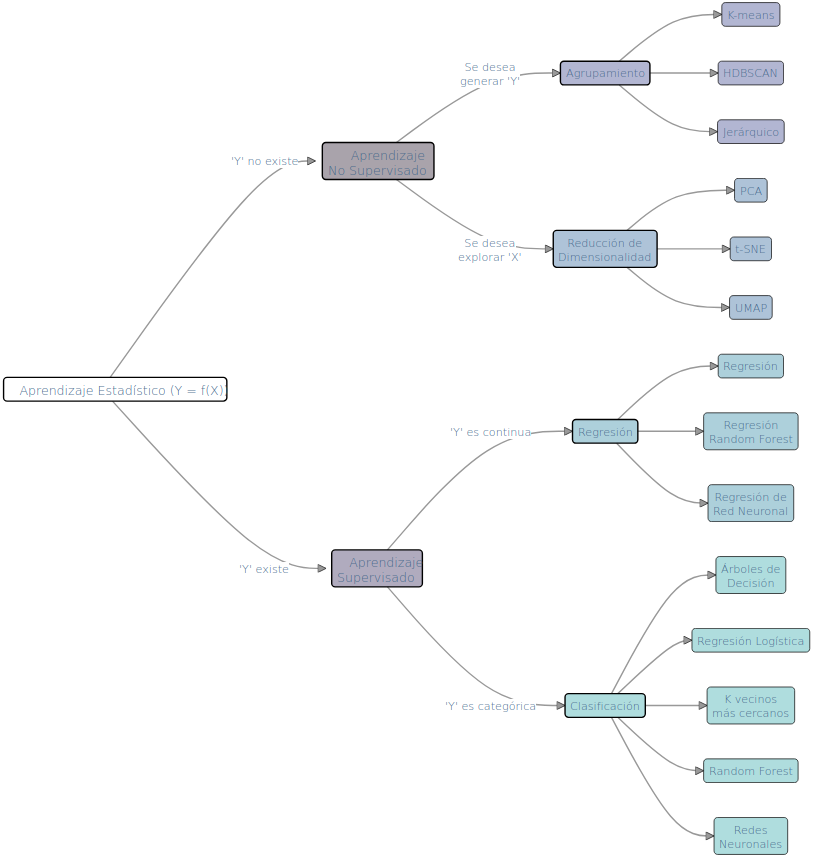 K-means
Se desea
generar 'Y'
Agrupamiento
HDBSCAN
Jerárquico
'Y' no existe
Aprendizaje
No Supervisado
PCA
Se desea
explorar 'X'
Reducción de
Dimensionalidad
t-SNE
UMAP
Aprendizaje Estadístico (Y = f(X))
Regresión
'Y' es continua
Regresión
Regresión
Random Forest
Regresión de
Red Neuronal
'Y' existe
Aprendizaje
Supervisado
Árboles de
Decisión
Regresión Logística
'Y' es categórica
Clasificación
K vecinos
más cercanos
Random Forest
Redes
Neuronales